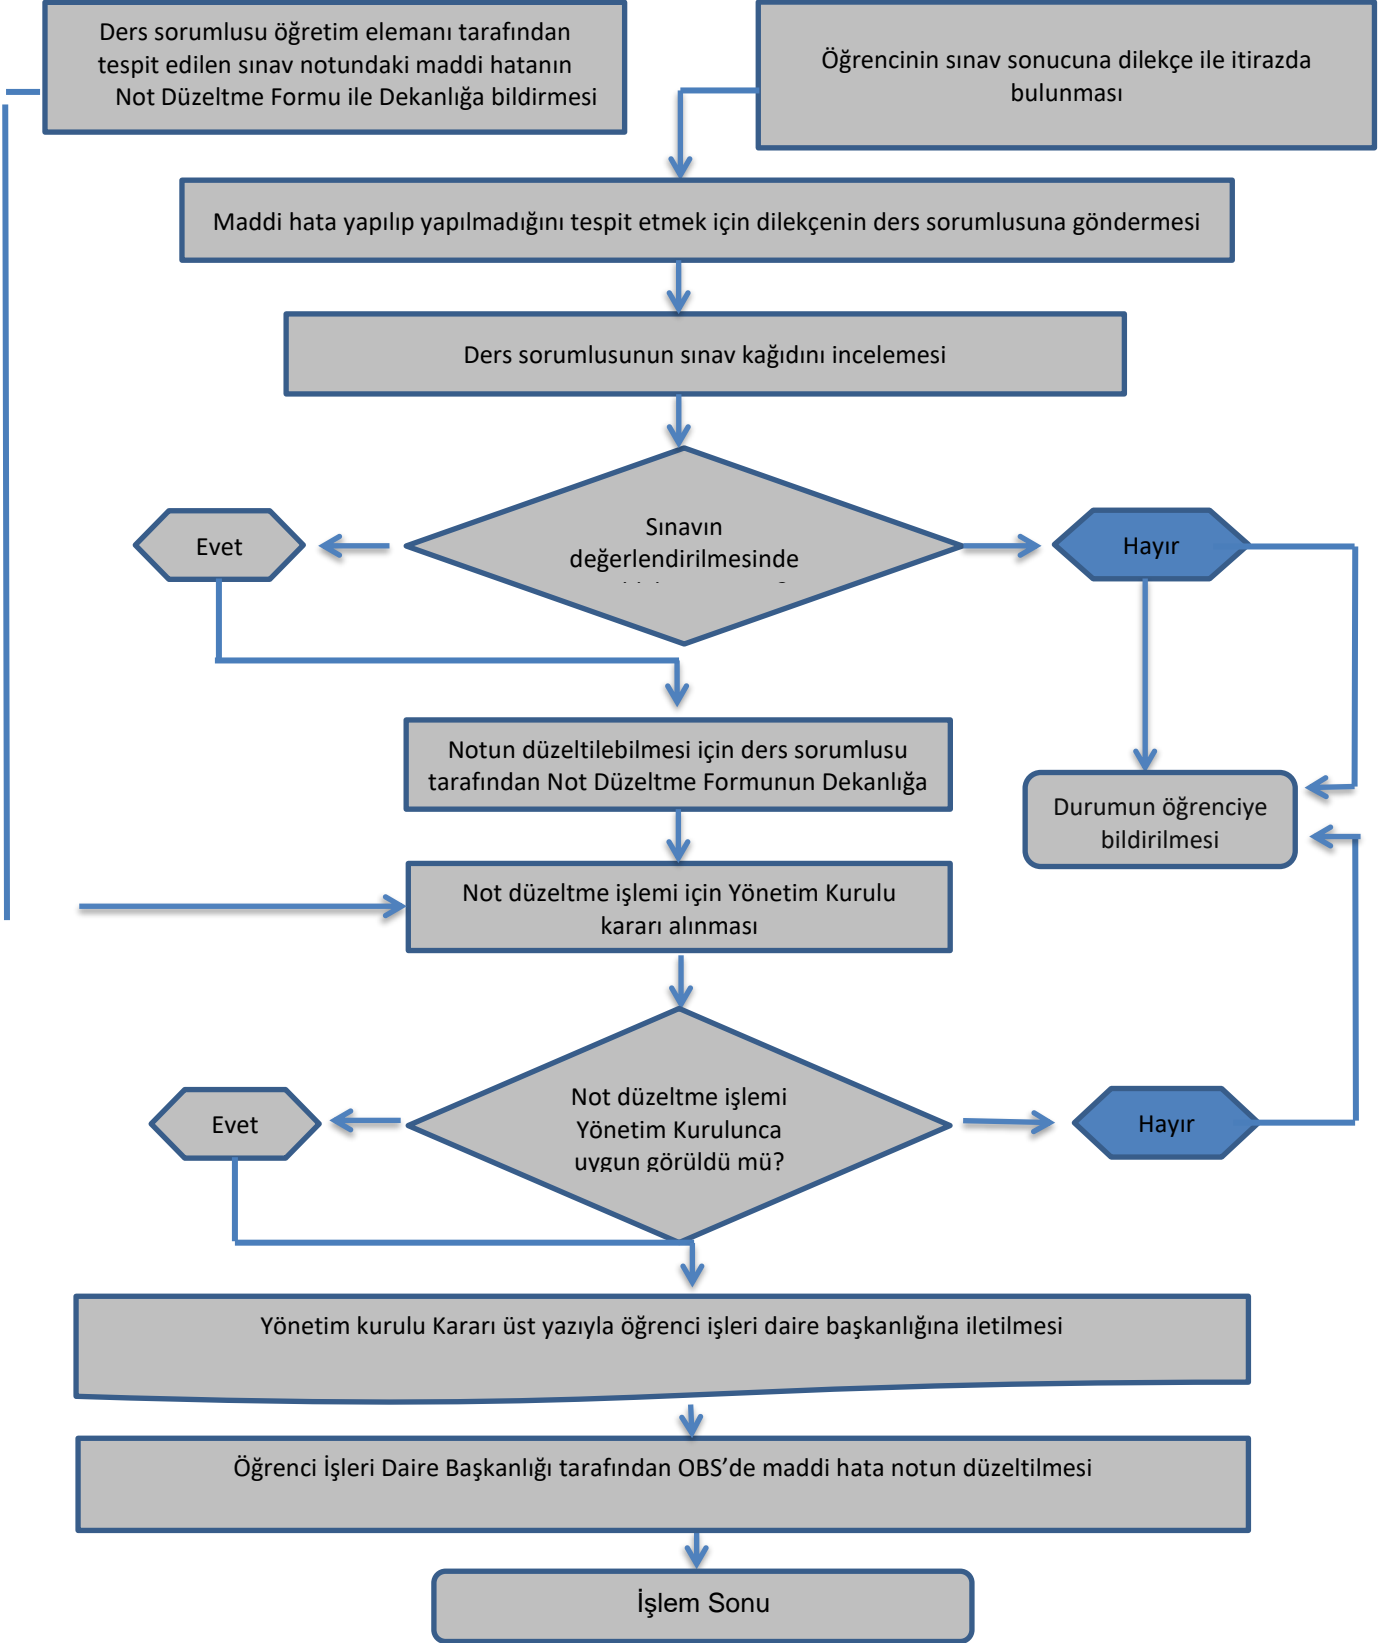 Ders sorumlusu öğretim elemanı tarafından
tespit edilen sınav notundaki maddi hatanın
Not Düzeltme Formu ile Dekanlığa bildirmesi
Öğrencinin sınav sonucuna dilekçe ile itirazda
bulunması
Maddi hata yapılıp yapılmadığını tespit etmek için dilekçenin ders sorumlusuna göndermesi
Ders sorumlusunun sınav kağıdını incelemesi
Sınavın
değerlendirilmesinde
Evet
Hayır
Notun düzeltilebilmesi için ders sorumlusu
tarafından Not Düzeltme Formunun Dekanlığa
Durumun öğrenciye
bildirilmesi
Not düzeltme işlemi için Yönetim Kurulu
kararı alınması
Not düzeltme işlemi
Yönetim Kurulunca
uygun görüldü mü?
Evet
Hayır
Yönetim kurulu Kararı üst yazıyla öğrenci işleri daire başkanlığına iletilmesi
Öğrenci İşleri Daire Başkanlığı tarafından OBS’de maddi hata notun düzeltilmesi
İşlem Sonu